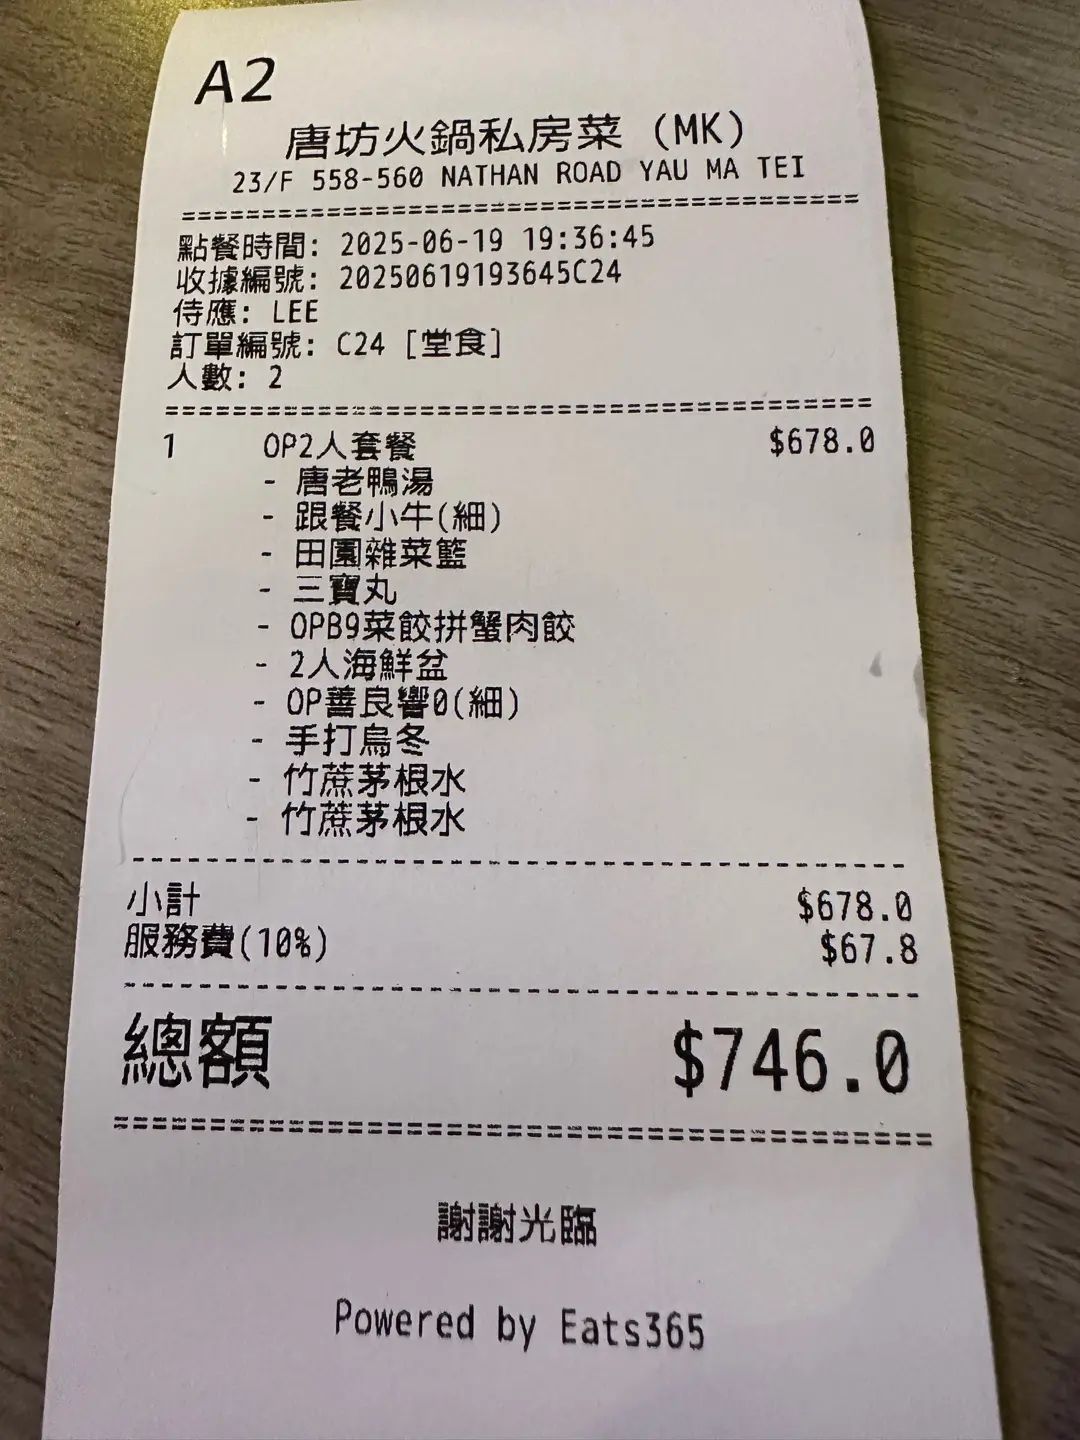 A2
唐坊火鍋私房菜 (MK)
23/F 558-560 NATHAN ROAD YAU MA TEI
點餐時間: 2025-06-19 19:36:45
收據編號: 20250619193645C24
侍應: LEE
訂單編號: C24 [堂食]
人數: 2
1 OP2人套餐 $678.0
- 唐老鴨湯
- 跟餐小牛(細)
- 田園雜菜籃
- 三寶丸
- OPB9菜餃拼蟹肉餃
- 2人海鮮盆
- OP善良響0(細)
- 手打烏冬
- 竹蔗茅根水
- 竹蔗茅根水
小計 $678.0
服務費(10%) $67.8
總額 $746.0
謝謝光臨
Powered by Eats365